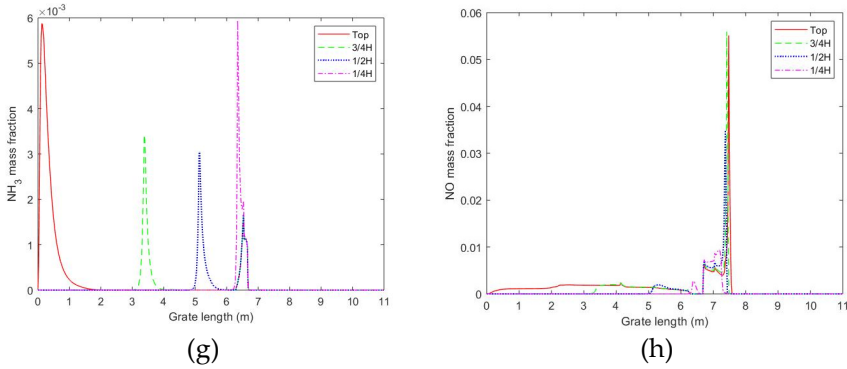 ×10⁻³
6
5
4
3
2
1
0
NH₃ mass fraction
0 1 2 3 4 5 6 7 8 9 10 11
Grate length (m)
Top
3/4H
1/2H
1/4H
(g)
0.06
0.05
0.04
0.03
0.02
0.01
0
NO mass fraction
0 1 2 3 4 5 6 7 8 9 10 11
Grate length (m)
Top
3/4H
1/2H
1/4H
(h)